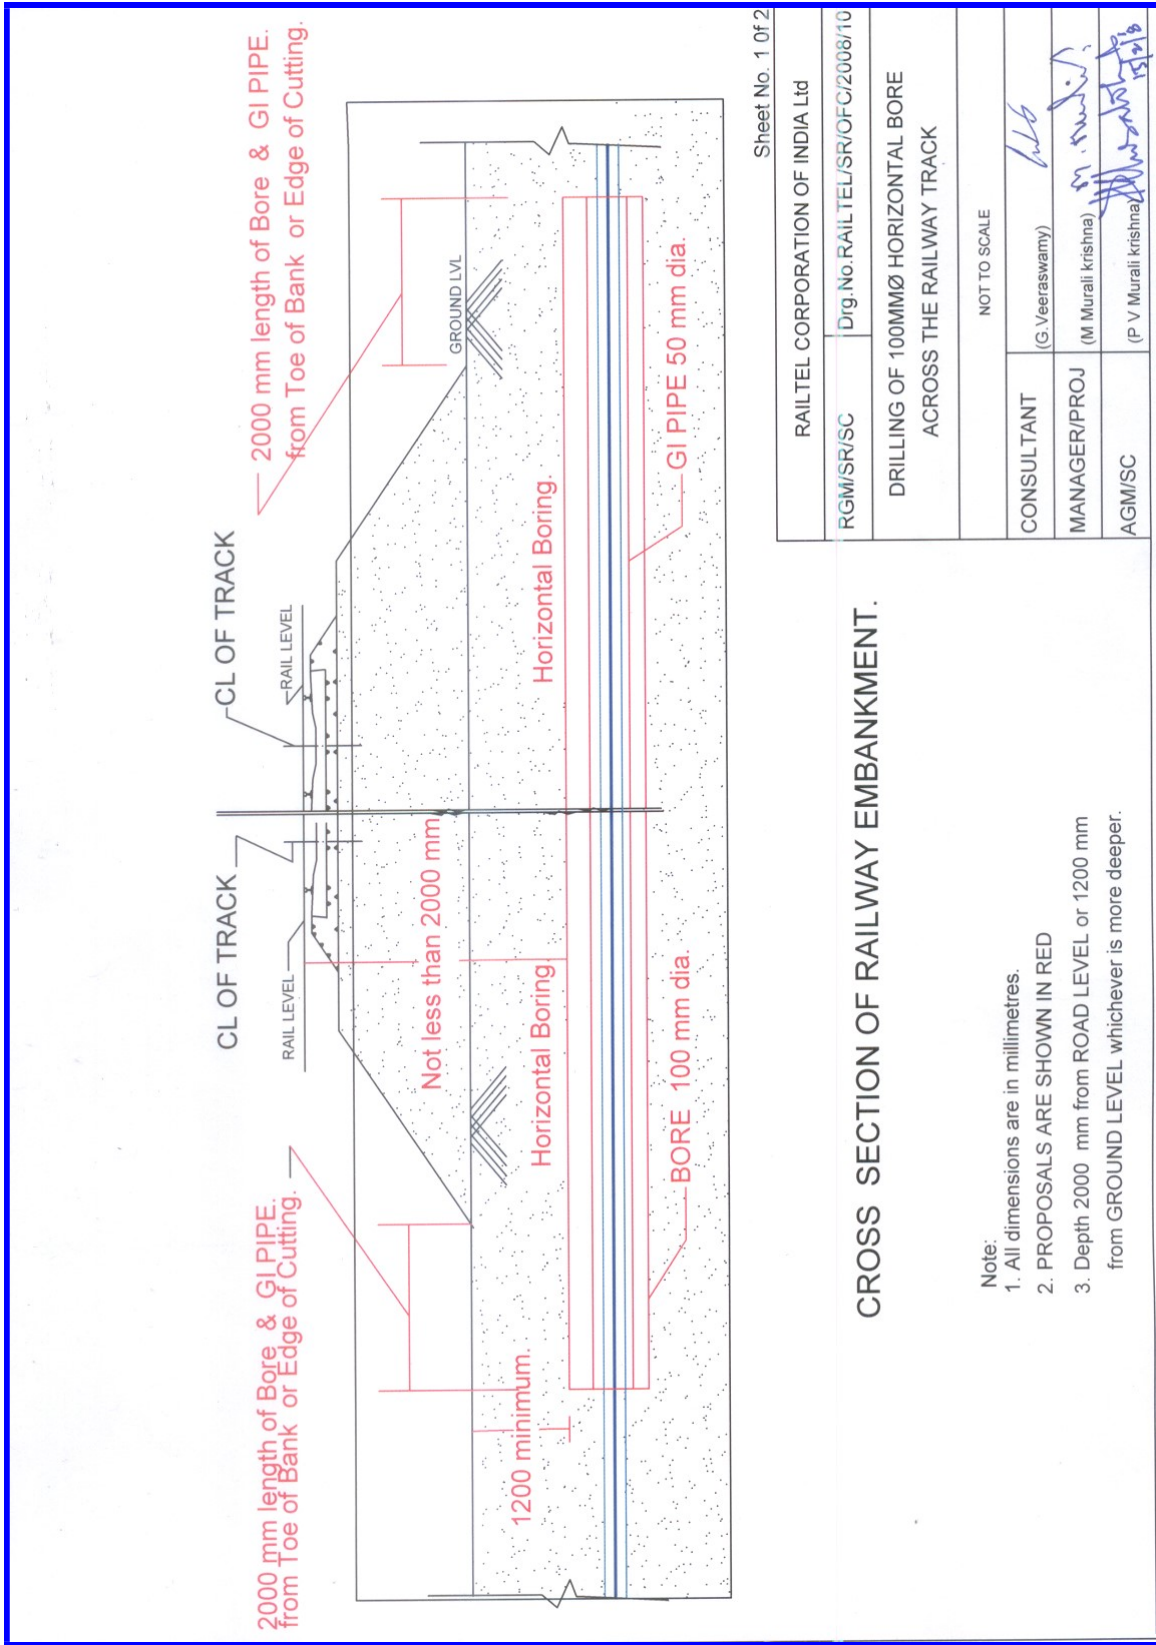 CL OF TRACK
CL OF TRACK
2000 mm length of Bore & GI PIPE.
from Toe of Bank or Edge of Cutting.
2000 mm length of Bore & GI PIPE.
from Toe of Bank or Edge of Cutting.
RAIL LEVEL
RAIL LEVEL
Not less than 2000 mm
GROUND LVL
1200 minimum.
Horizontal Boring.
Horizontal Boring.
BORE 100 mm dia.
GI PIPE 50 mm dia.
CROSS SECTION OF RAILWAY EMBANKMENT.
Note:
1. All dimensions are in millimetres.
2. PROPOSALS ARE SHOWN IN RED
3. Depth 2000 mm from ROAD LEVEL or 1200 mm
from GROUND LEVEL whichever is more deeper.
Sheet No. 1 0f 2
RAILTEL CORPORATION OF INDIA Ltd
RGM/SR/SC
Drg.No.RAILTEL/SR/OFC/2008/10
DRILLING OF 100MMØ HORIZONTAL BORE
ACROSS THE RAILWAY TRACK
NOT TO SCALE
CONSULTANT
(G.Veeraswamy)
MANAGER/PROJ
(M Murali krishna)
AGM/SC
(P V Murali krishna)